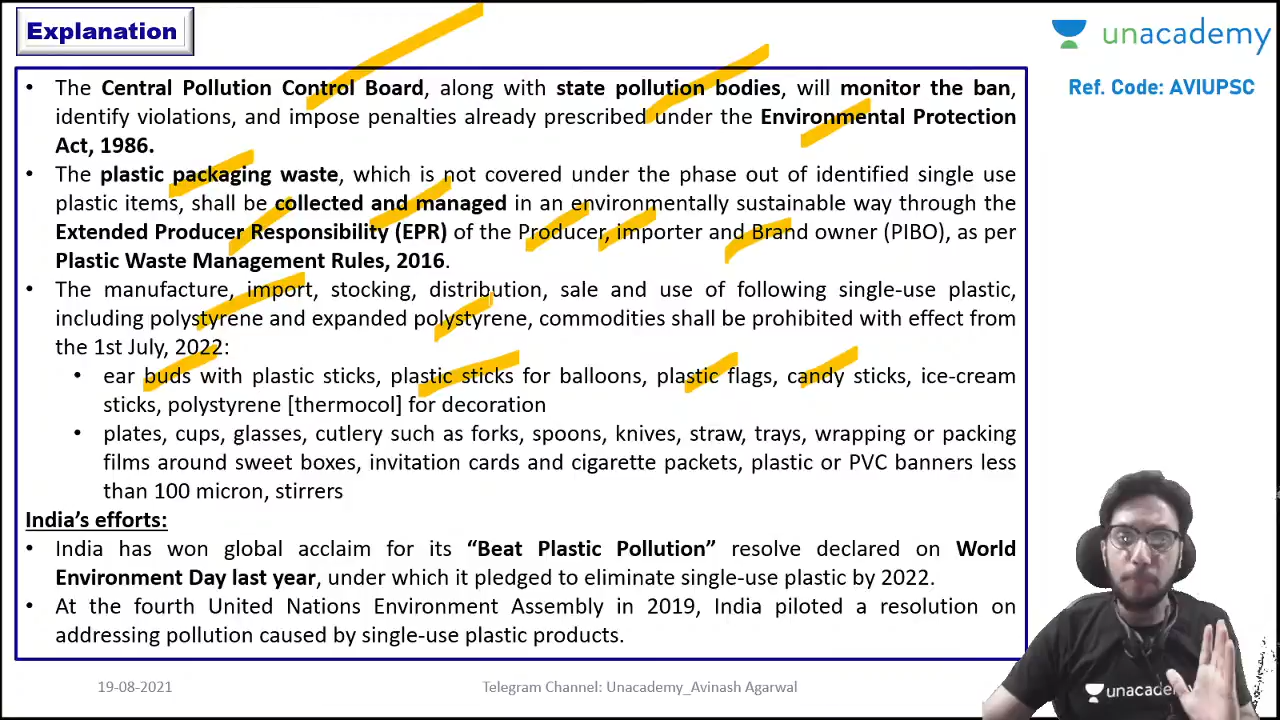 Explanation
unacademy
Ref. Code: AVIUPSC
• The Central Pollution Control Board, along with state pollution bodies, will monitor the ban,
identify violations, and impose penalties already prescribed under the Environmental Protection
Act, 1986.
• The plastic packaging waste, which is not covered under the phase out of identified single use
plastic items, shall be collected and managed in an environmentally sustainable way through the
Extended Producer Responsibility (EPR) of the Producer, importer and Brand owner (PIBO), as per
Plastic Waste Management Rules, 2016.
• The manufacture, import, stocking, distribution, sale and use of following single-use plastic,
including polystyrene and expanded polystyrene, commodities shall be prohibited with effect from
the 1st July, 2022:
• ear buds with plastic sticks, plastic sticks for balloons, plastic flags, candy sticks, ice-cream
sticks, polystyrene [thermocol] for decoration
• plates, cups, glasses, cutlery such as forks, spoons, knives, straw, trays, wrapping or packing
films around sweet boxes, invitation cards and cigarette packets, plastic or PVC banners less
than 100 micron, stirrers
India's efforts:
• India has won global acclaim for its “Beat Plastic Pollution” resolve declared on World
Environment Day last year, under which it pledged to eliminate single-use plastic by 2022.
• At the fourth United Nations Environment Assembly in 2019, India piloted a resolution on
addressing pollution caused by single-use plastic products.
19-08-2021
Telegram Channel: Unacademy_Avinash Agarwal
unacade